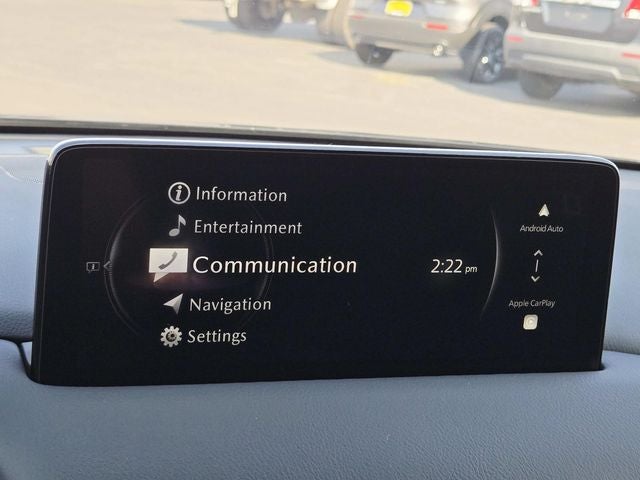 Information
Entertainment
Communication
2:22 pm
Navigation
Settings
Android Auto
Apple CarPlay